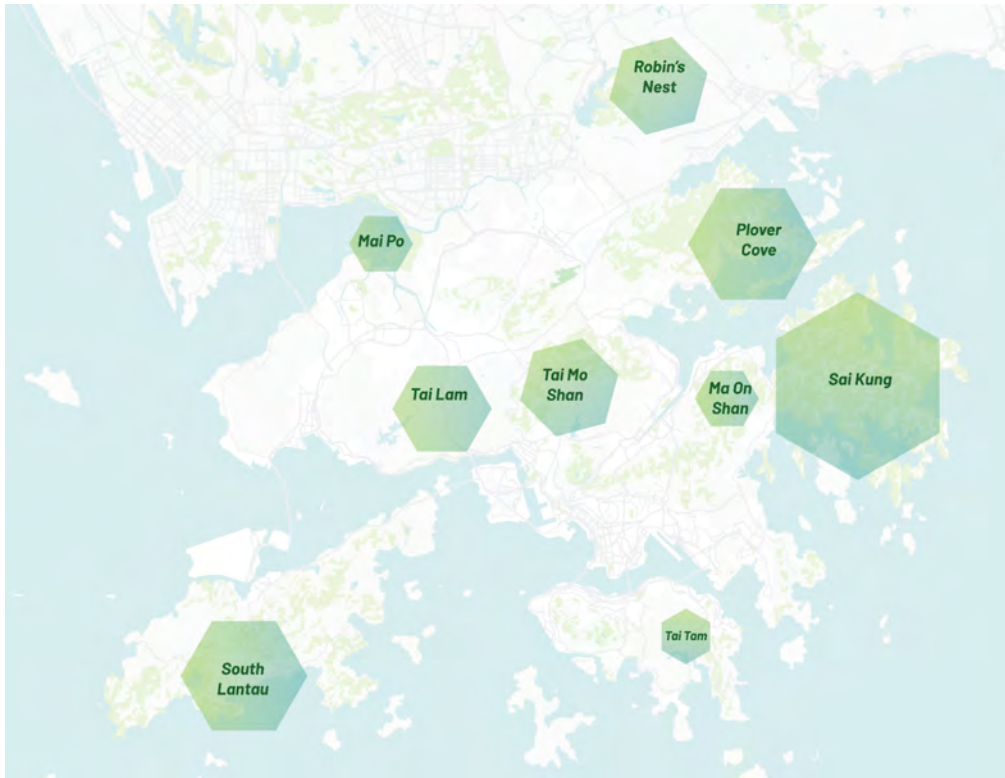 Robin's
Nest
Plover
Cove
Mai Po
Tai Mo
Shan
Sai Kung
Tai Lam
Ma On
Shan
Tai Tam
South
Lantau